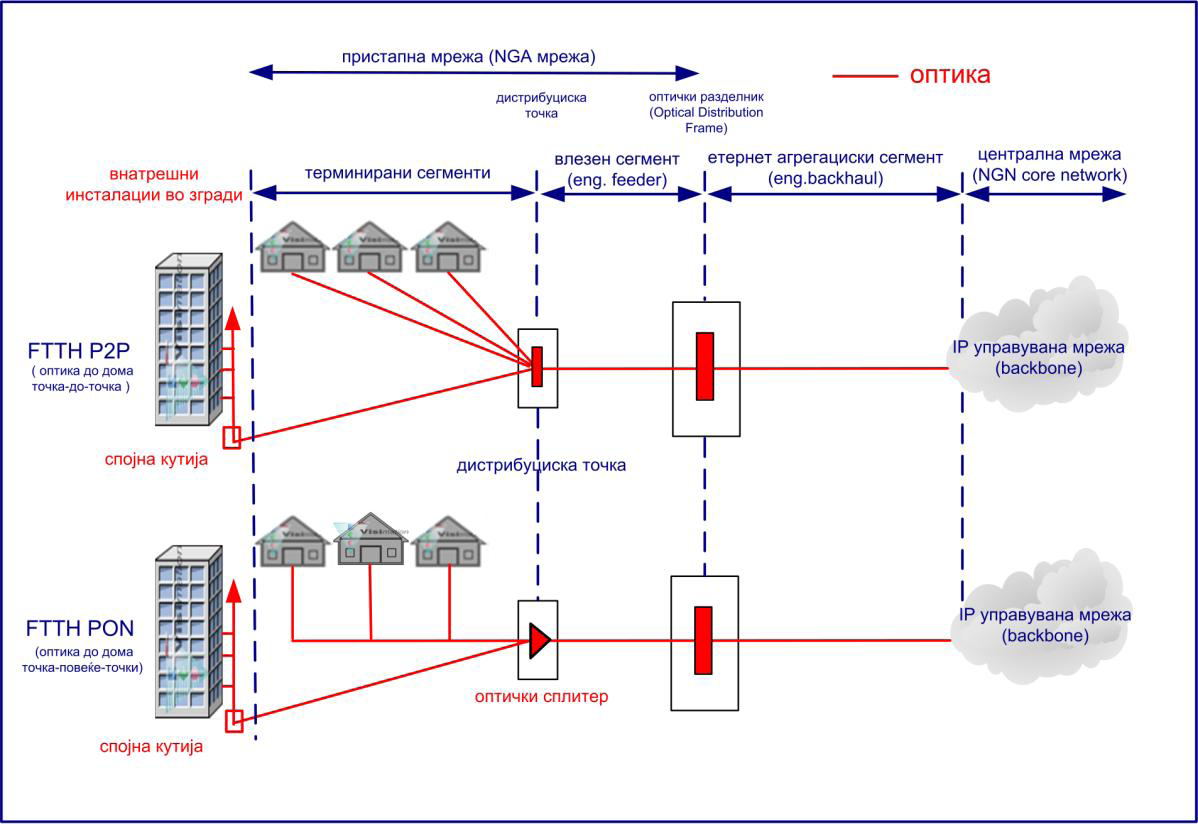 пристапна мрежа (NGA мрежа)
оптика
дистрибуциска
точка
оптички разделник
(Optical Distribution
Frame)
внатрешни
инсталации во згради
терминирани сегменти
влезен сегмент
(eng. feeder)
етернет агрегациски сегмент
(eng.backhaul)
централна мрежа
(NGN core network)
FTTH P2P
( оптика до дома
точка-до-точка )
IP управувана мрежа
(backbone)
спојна кутија
дистрибуциска точка
FTTH PON
(оптика до дома
точка-повеќе-точки)
IP управувана мрежа
(backbone)
оптички сплитер
спојна кутија